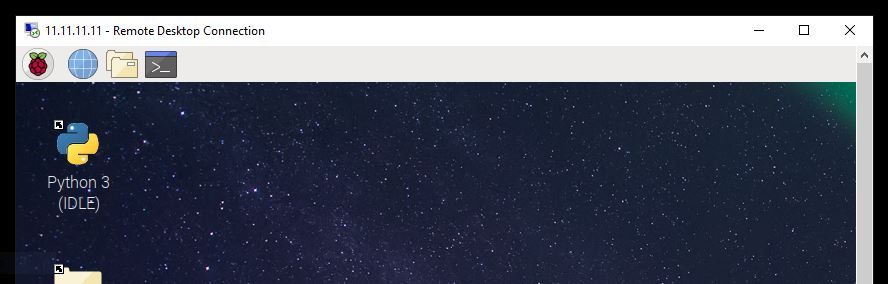 11.11.11.11 - Remote Desktop Connection
>_
Python 3
(IDLE)